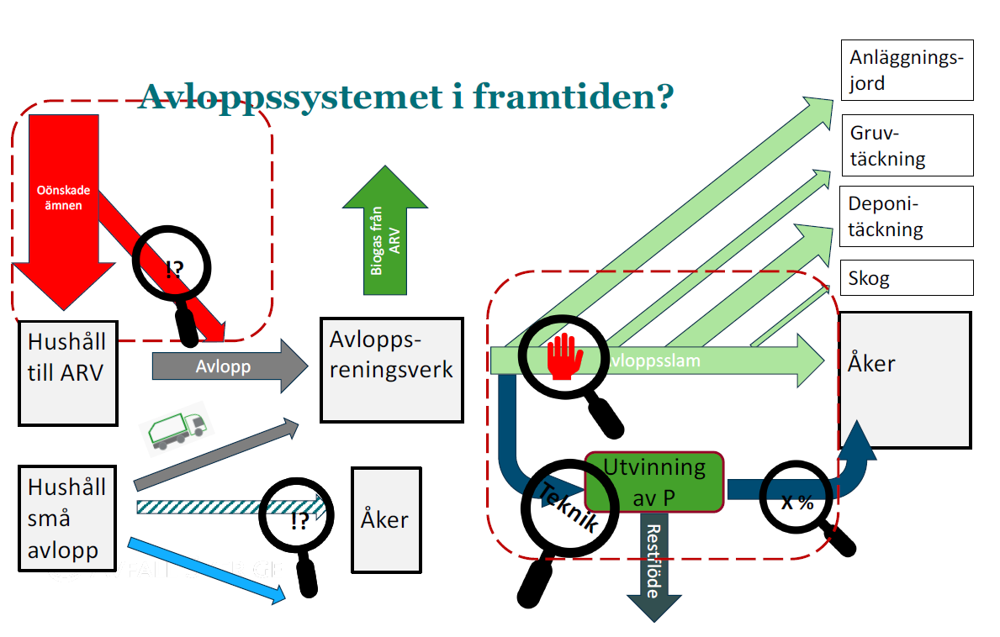 Avloppssystemet i framtiden?
Oönskade
ämnen
!?
Hushåll
till ARV
Avlopp
Biogas från
ARV
Avlopps-
reningsverk
Hushåll
små
avlopp
!?
Åker
Anläggnings-
jord
Gruv-
täckning
Deponi-
täckning
Skog
vloppsslam
Åker
Teknik
Utvinning
av P
X %
Restflöde